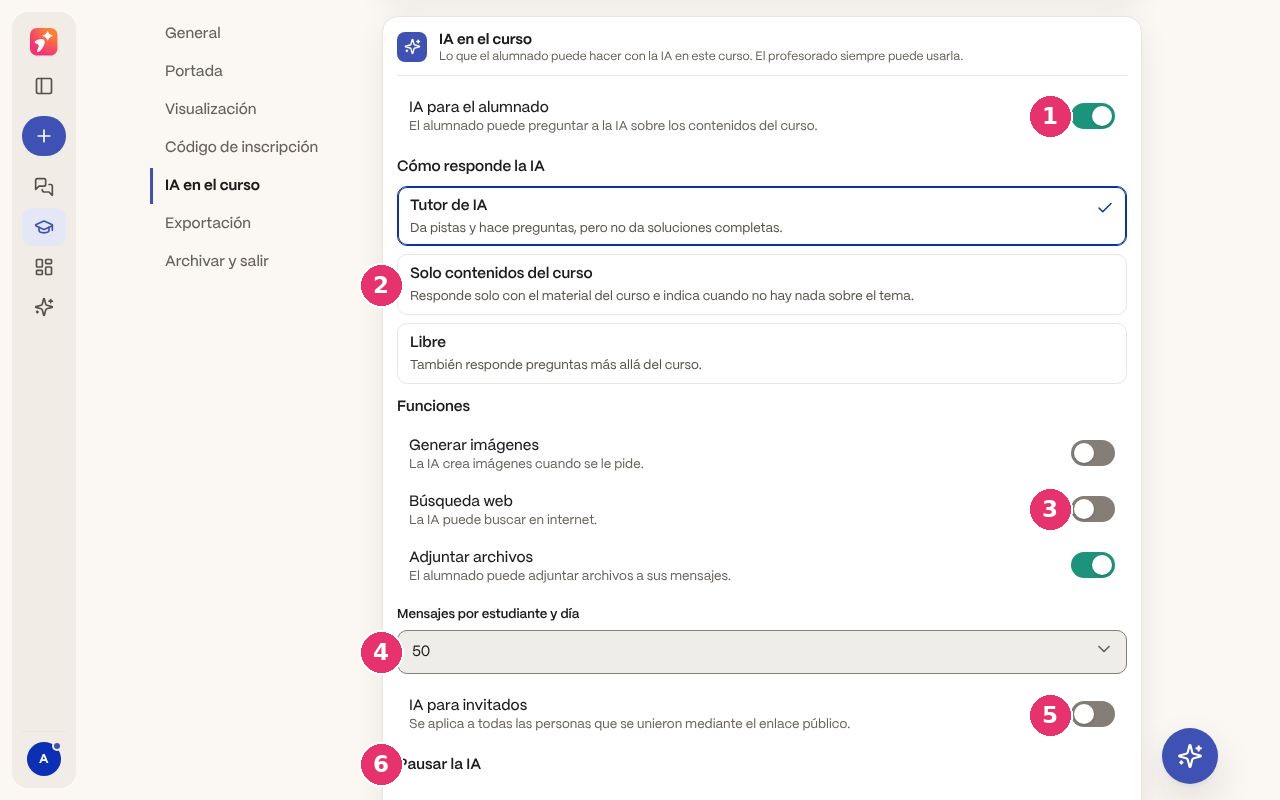 General
Portada
Visualización
Código de inscripción
IA en el curso
Exportación
Archivar y salir
A
IA en el curso
Lo que el alumnado puede hacer con la IA en este curso. El profesorado siempre puede usarla.
IA para el alumnado
El alumnado puede preguntar a la IA sobre los contenidos del curso.
1
Cómo responde la IA
Tutor de IA
Da pistas y hace preguntas, pero no da soluciones completas.
2
Solo contenidos del curso
Responde solo con el material del curso e indica cuando no hay nada sobre el tema.
Libre
También responde preguntas más allá del curso.
Funciones
Generar imágenes
La IA crea imágenes cuando se le pide.
Búsqueda web
La IA puede buscar en internet.
3
Adjuntar archivos
El alumnado puede adjuntar archivos a sus mensajes.
Mensajes por estudiante y día
4
50
IA para invitados
Se aplica a todas las personas que se unieron mediante el enlace público.
5
6
Pausar la IA